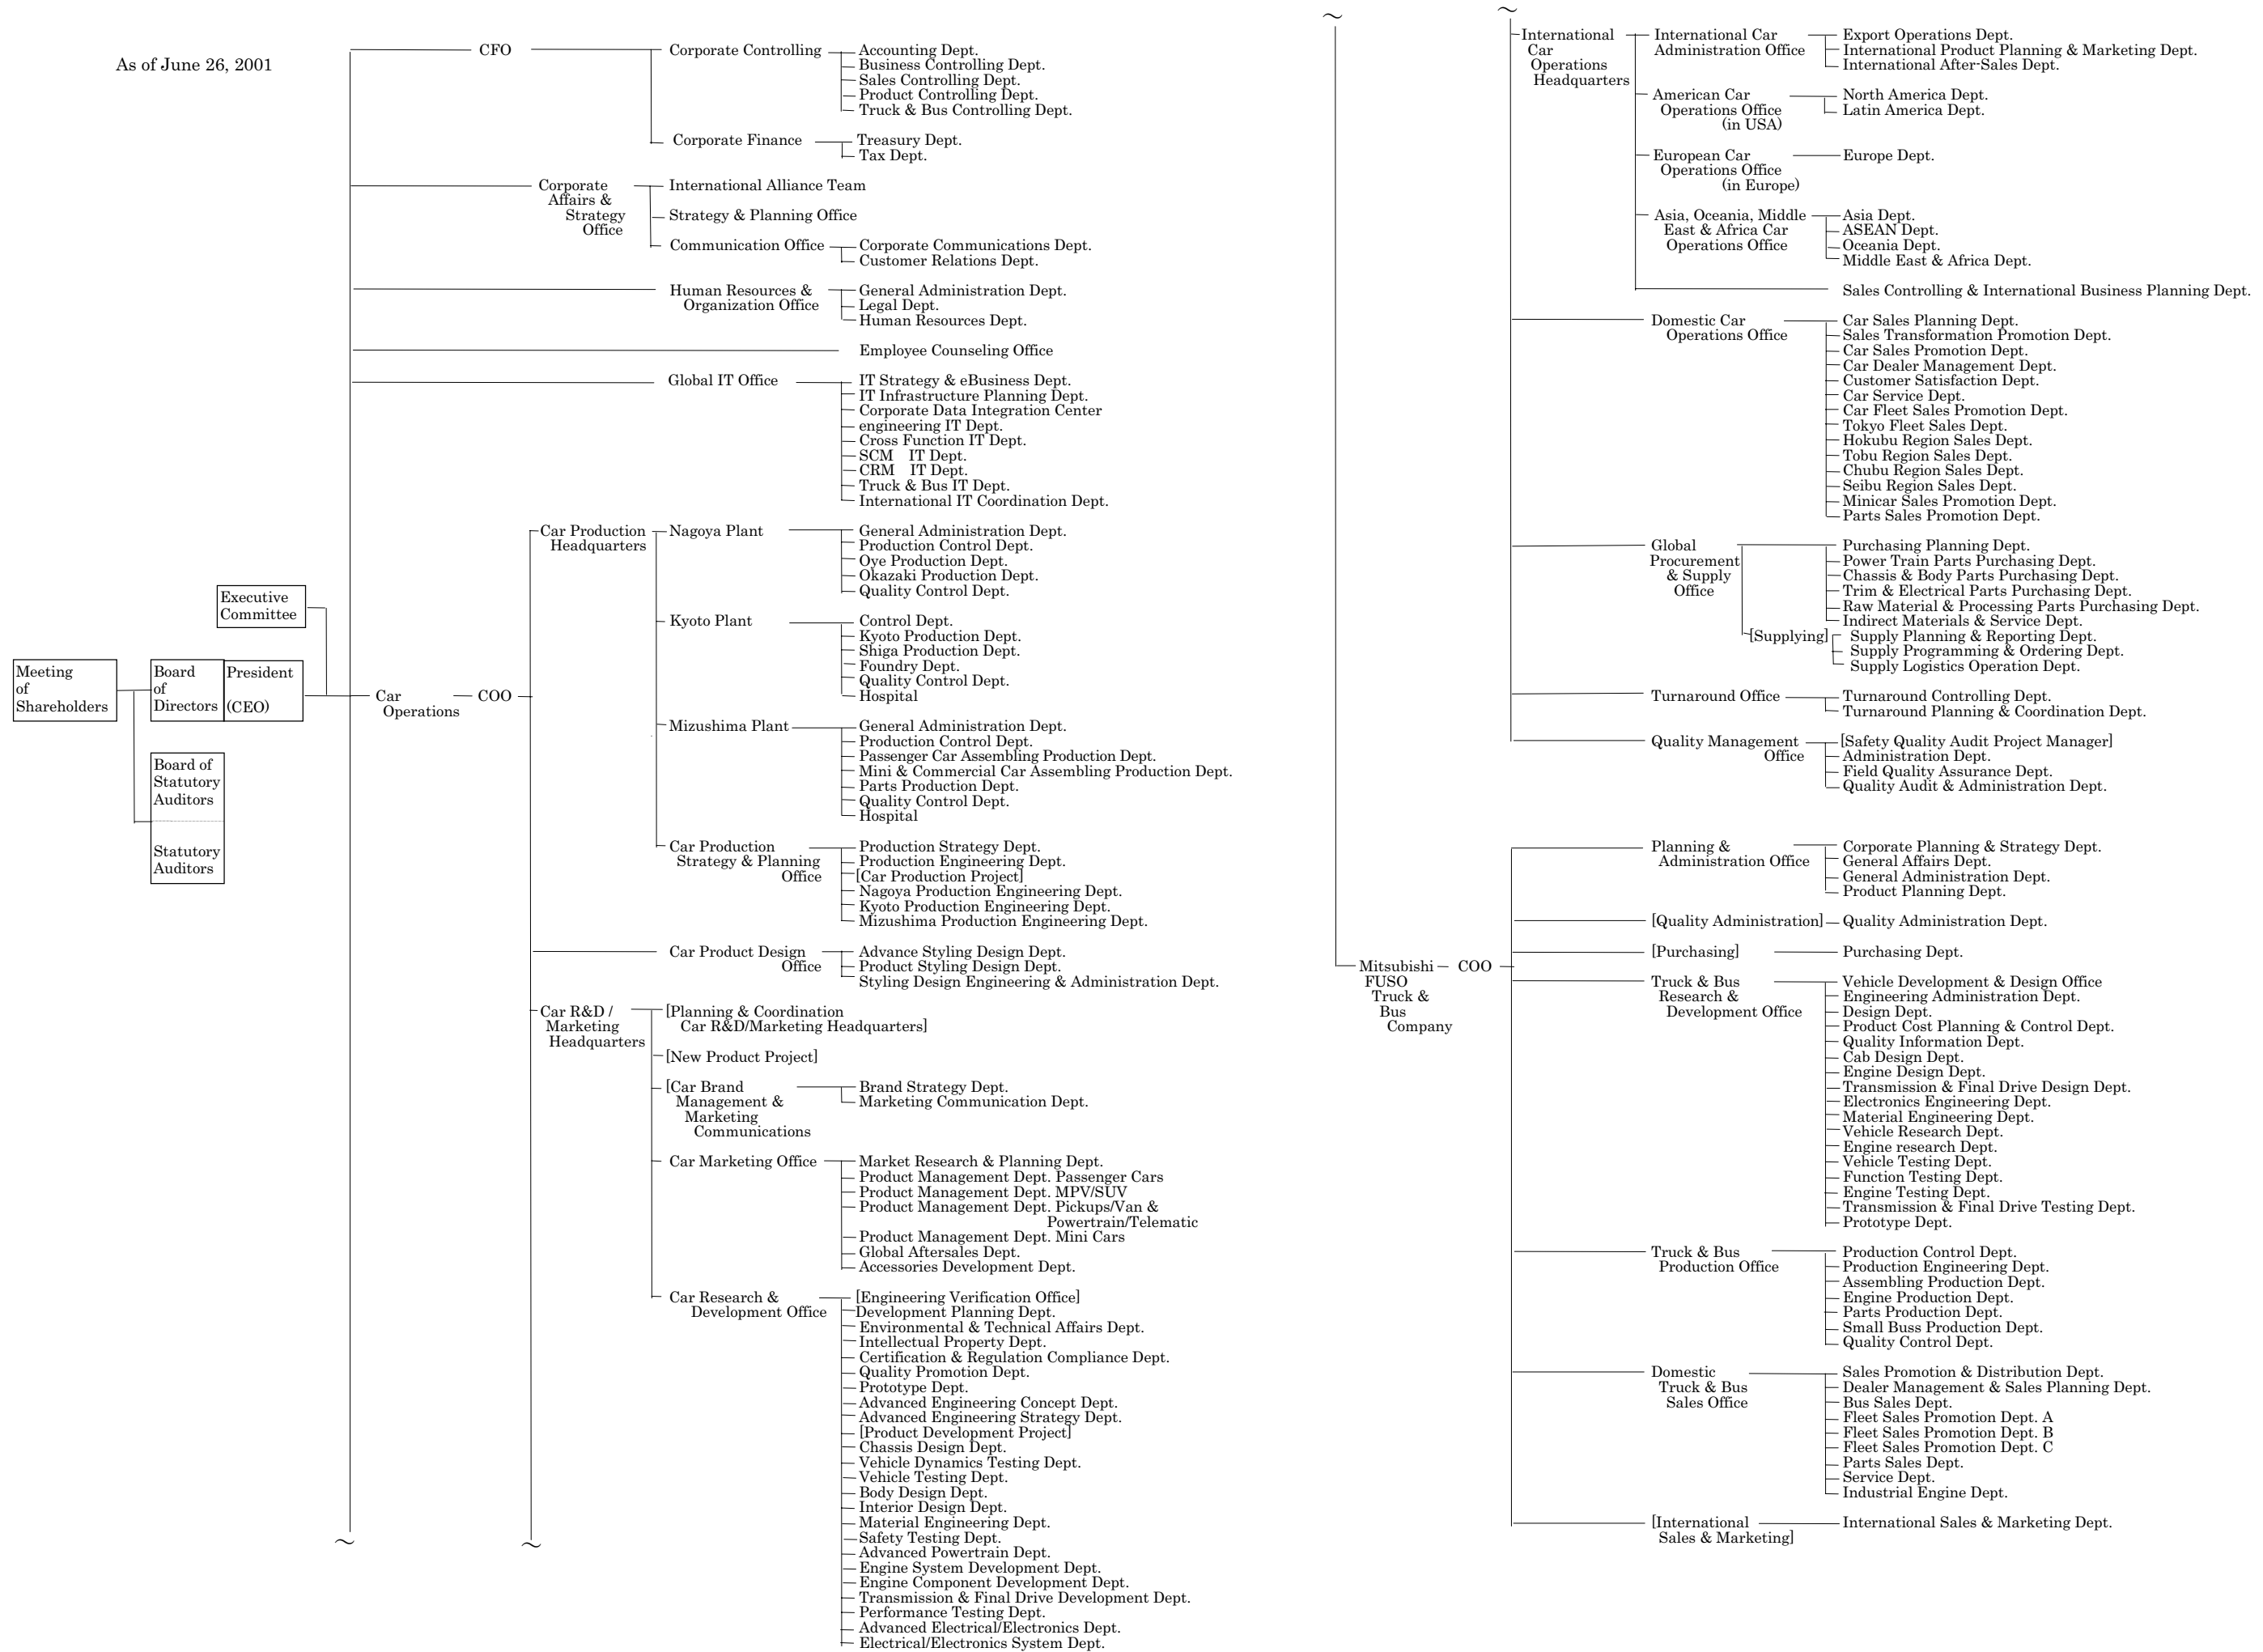 As of June 26, 2001
Meeting
of
Shareholders
Board
of
Directors
President
(CEO)
Executive
Committee
Board of
Statutory
Auditors
Statutory
Auditors
CFO
Corporate Controlling
Accounting Dept.
Business Controlling Dept.
Sales Controlling Dept.
Product Controlling Dept.
Truck & Bus Controlling Dept.
Corporate Finance
Treasury Dept.
Tax Dept.
Corporate
Affairs &
Strategy
Office
International Alliance Team
Strategy & Planning Office
Communication Office
Corporate Communications Dept.
Customer Relations Dept.
Human Resources &
Organization Office
General Administration Dept.
Legal Dept.
Human Resources Dept.
Employee Counseling Office
Global IT Office
IT Strategy & eBusiness Dept.
IT Infrastructure Planning Dept.
Corporate Data Integration Center
engineering IT Dept.
Cross Function IT Dept.
SCM IT Dept.
CRM IT Dept.
Truck & Bus IT Dept.
International IT Coordination Dept.
Car
Operations
COO
Car Production
Headquarters
Nagoya Plant
General Administration Dept.
Production Control Dept.
Oye Production Dept.
Okazaki Production Dept.
Quality Control Dept.
Kyoto Plant
Control Dept.
Kyoto Production Dept.
Shiga Production Dept.
Foundry Dept.
Quality Control Dept.
Hospital
Mizushima Plant
General Administration Dept.
Production Control Dept.
Passenger Car Assembling Production Dept.
Mini & Commercial Car Assembling Production Dept.
Parts Production Dept.
Quality Control Dept.
Hospital
Car Production
Strategy & Planning
Office
Production Strategy Dept.
Production Engineering Dept.
[Car Production Project]
Nagoya Production Engineering Dept.
Kyoto Production Engineering Dept.
Mizushima Production Engineering Dept.
Car Product Design
Office
Advance Styling Design Dept.
Product Styling Design Dept.
Styling Design Engineering & Administration Dept.
Car R&D /
Marketing
Headquarters
[Planning & Coordination
Car R&D/Marketing Headquarters]
[New Product Project]
[Car Brand
Management &
Marketing
Communications
Brand Strategy Dept.
Marketing Communication Dept.
Car Marketing Office
Market Research & Planning Dept.
Product Management Dept. Passenger Cars
Product Management Dept. MPV/SUV
Product Management Dept. Pickups/Van &
Powertrain/Telematic
Product Management Dept. Mini Cars
Global Aftersales Dept.
Accessories Development Dept.
Car Research &
Development Office
[Engineering Verification Office]
Development Planning Dept.
Environmental & Technical Affairs Dept.
Intellectual Property Dept.
Certification & Regulation Compliance Dept.
Quality Promotion Dept.
Prototype Dept.
Advanced Engineering Concept Dept.
Advanced Engineering Strategy Dept.
[Product Development Project]
Chassis Design Dept.
Vehicle Dynamics Testing Dept.
Vehicle Testing Dept.
Body Design Dept.
Interior Design Dept.
Material Engineering Dept.
Safety Testing Dept.
Advanced Powertrain Dept.
Engine System Development Dept.
Engine Component Development Dept.
Transmission & Final Drive Development Dept.
Performance Testing Dept.
Advanced Electrical/Electronics Dept.
Electrical/Electronics System Dept.
International
Car
Operations
Headquarters
International Car
Administration Office
Export Operations Dept.
International Product Planning & Marketing Dept.
International After-Sales Dept.
American Car
Operations Office
(in USA)
North America Dept.
Latin America Dept.
European Car
Operations Office
(in Europe)
Europe Dept.
Asia, Oceania, Middle
East & Africa Car
Operations Office
Asia Dept.
ASEAN Dept.
Oceania Dept.
Middle East & Africa Dept.
Sales Controlling & International Business Planning Dept.
Domestic Car
Operations Office
Car Sales Planning Dept.
Sales Transformation Promotion Dept.
Car Sales Promotion Dept.
Car Dealer Management Dept.
Customer Satisfaction Dept.
Car Service Dept.
Car Fleet Sales Promotion Dept.
Tokyo Fleet Sales Dept.
Hokubu Region Sales Dept.
Tobu Region Sales Dept.
Chubu Region Sales Dept.
Seibu Region Sales Dept.
Minicar Sales Promotion Dept.
Parts Sales Promotion Dept.
Global
Procurement
& Supply
Office
Purchasing Planning Dept.
Power Train Parts Purchasing Dept.
Chassis & Body Parts Purchasing Dept.
Trim & Electrical Parts Purchasing Dept.
Raw Material & Processing Parts Purchasing Dept.
Indirect Materials & Service Dept.
[Supplying]
Supply Planning & Reporting Dept.
Supply Programming & Ordering Dept.
Supply Logistics Operation Dept.
Turnaround Office
Turnaround Controlling Dept.
Turnaround Planning & Coordination Dept.
Quality Management
Office
[Safety Quality Audit Project Manager]
Administration Dept.
Field Quality Assurance Dept.
Quality Audit & Administration Dept.
Mitsubishi
FUSO
Truck &
Bus
Company
COO
Planning &
Administration Office
Corporate Planning & Strategy Dept.
General Affairs Dept.
General Administration Dept.
Product Planning Dept.
[Quality Administration]
Quality Administration Dept.
[Purchasing]
Purchasing Dept.
Truck & Bus
Research &
Development Office
Vehicle Development & Design Office
Engineering Administration Dept.
Design Dept.
Product Cost Planning & Control Dept.
Quality Information Dept.
Cab Design Dept.
Engine Design Dept.
Transmission & Final Drive Design Dept.
Electronics Engineering Dept.
Material Engineering Dept.
Vehicle Research Dept.
Engine research Dept.
Vehicle Testing Dept.
Function Testing Dept.
Engine Testing Dept.
Transmission & Final Drive Testing Dept.
Prototype Dept.
Truck & Bus
Production Office
Production Control Dept.
Production Engineering Dept.
Assembling Production Dept.
Engine Production Dept.
Parts Production Dept.
Small Buss Production Dept.
Quality Control Dept.
Domestic
Truck & Bus
Sales Office
Sales Promotion & Distribution Dept.
Dealer Management & Sales Planning Dept.
Bus Sales Dept.
Fleet Sales Promotion Dept. A
Fleet Sales Promotion Dept. B
Fleet Sales Promotion Dept. C
Parts Sales Dept.
Service Dept.
Industrial Engine Dept.
[International
Sales & Marketing]
International Sales & Marketing Dept.